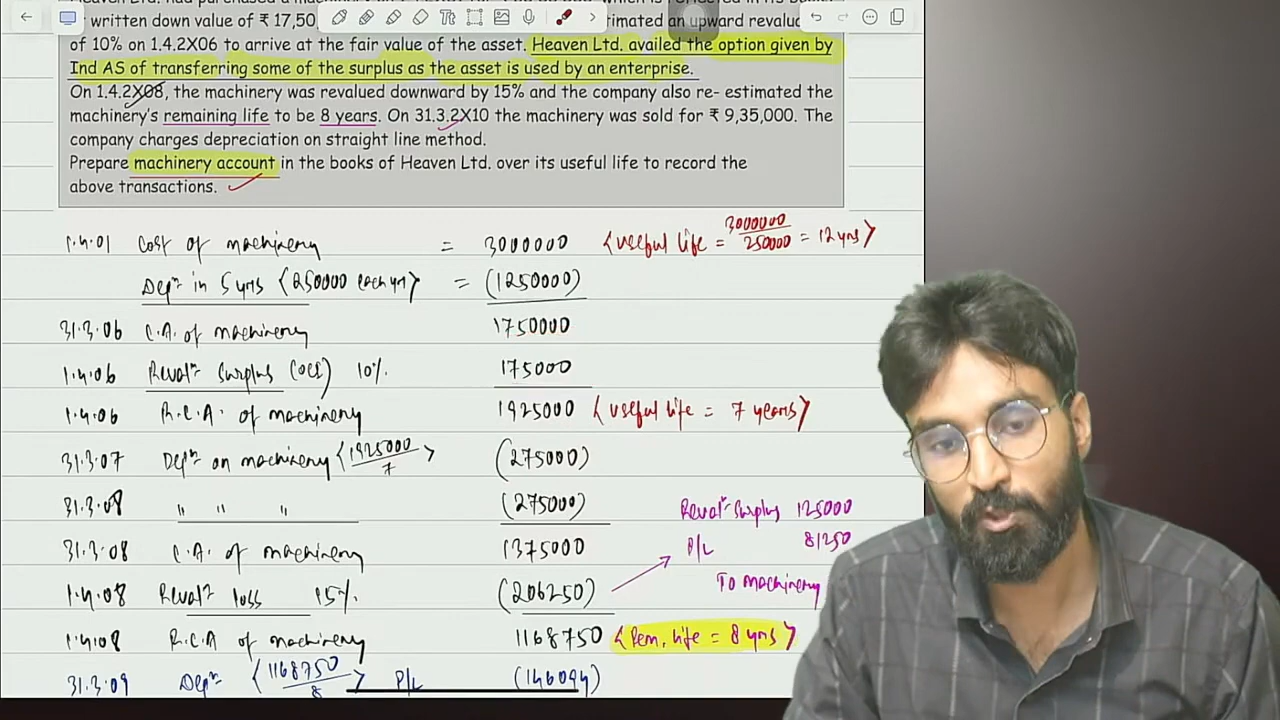 written down value of ₹ 17,50
timated an upward revalu
of 10% on 1.4.2X06 to arrive at the fair value of the asset. Heaven Ltd. availed the option given by
Ind AS of transferring some of the surplus as the asset is used by an enterprise.
On 1.4.2X08, the machinery was revalued downward by 15% and the company also re- estimated the
machinery's remaining life to be 8 years. On 31.3.2X10 the machinery was sold for ₹ 9,35,000. The
company charges depreciation on straight line method.
Prepare machinery account in the books of Heaven Ltd. over its useful life to record the
above transactions.
1.4.01 Cost of machinery = 3000000 <useful life = 3000000/250000 = 12 yrs>
Depn in 5 yrs <250000 each yr> = (1250000)
31.3.06 C.A. of machinery 1750000
1.4.06 Revaln Surplus (OCI) 10% 175000
1.4.06 R.C.A. of machinery 1925000 <useful life = 7 years>
31.3.07 Depn on machinery <1925000/7> (275000)
31.3.08 " " " (275000)
31.3.08 C.A. of machinery 1375000
1.4.08 Revaln loss 15% (206250)
Revaln Surplus 125000
P/L 81250
To machinery
1.4.08 R.C.A of machinery 1168750 <Rem. life = 8 yrs>
31.3.09 Depn <1168750/8> P/L (146094)